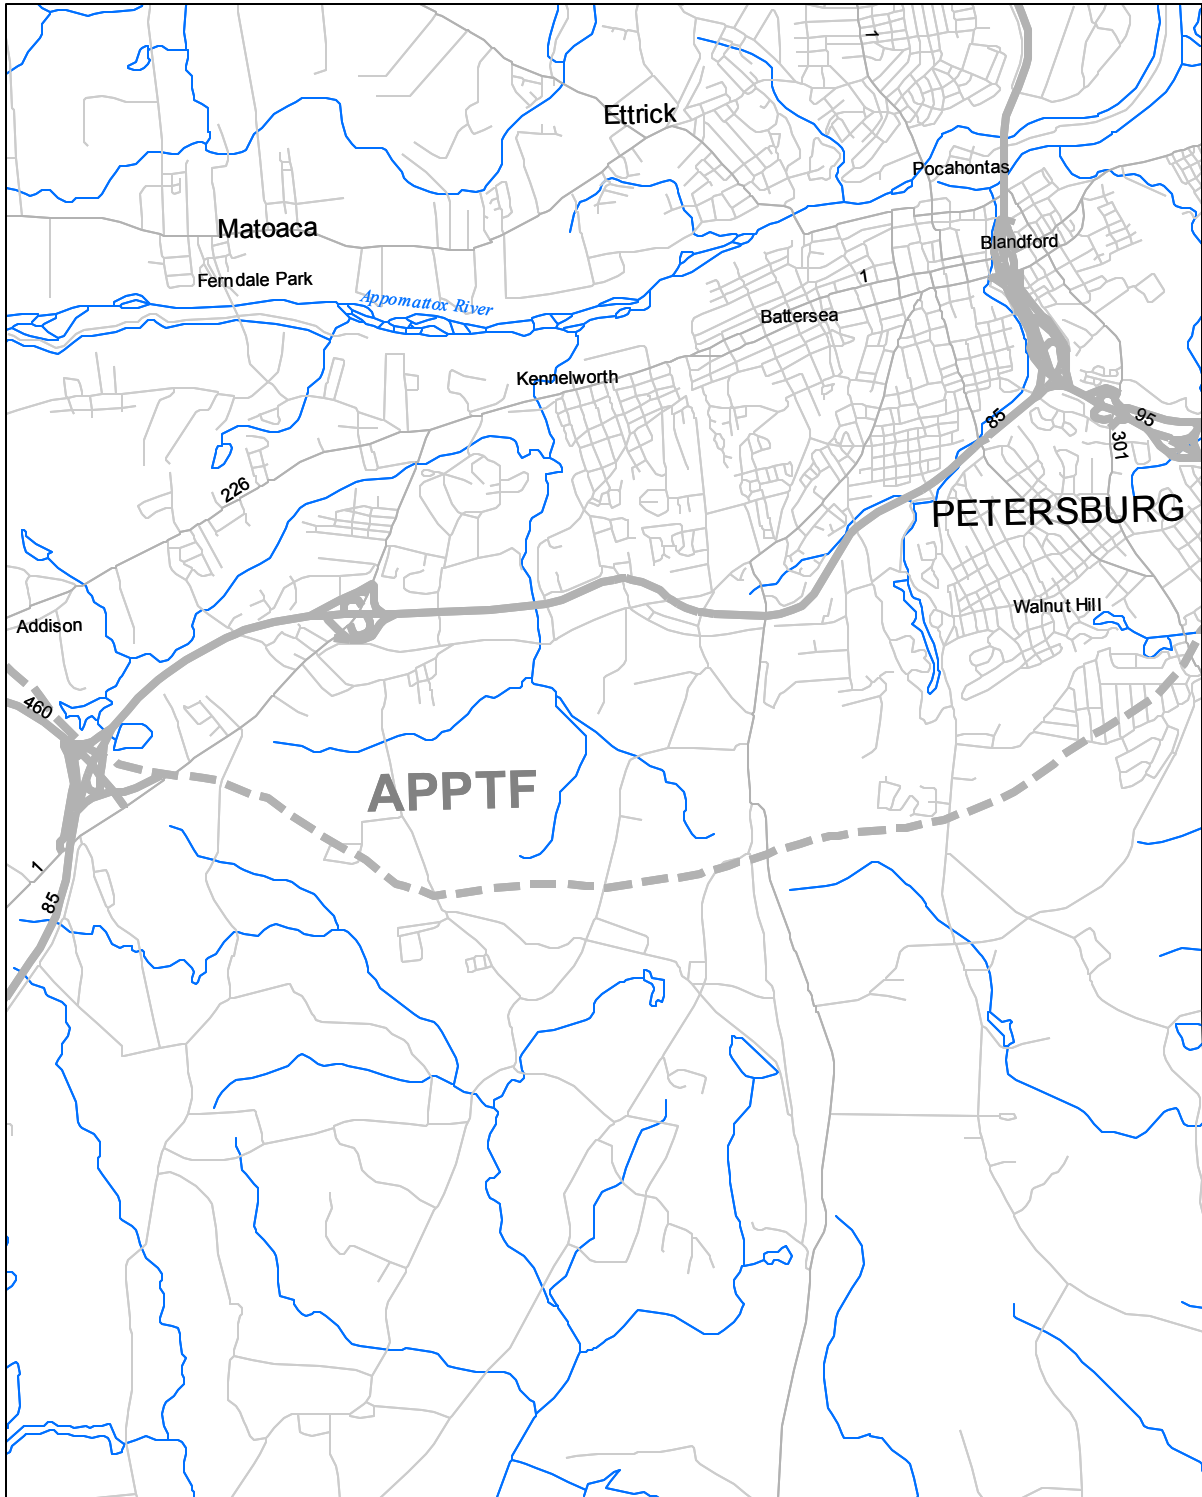 1
Ettrick
Pocahontas
Matoaca
Blandford
Ferndale Park
1
Appomattox River
Battersea
Kennelworth
85
95
301
226
PETERSBURG
Walnut Hill
Addison
460
APPTF
1
85